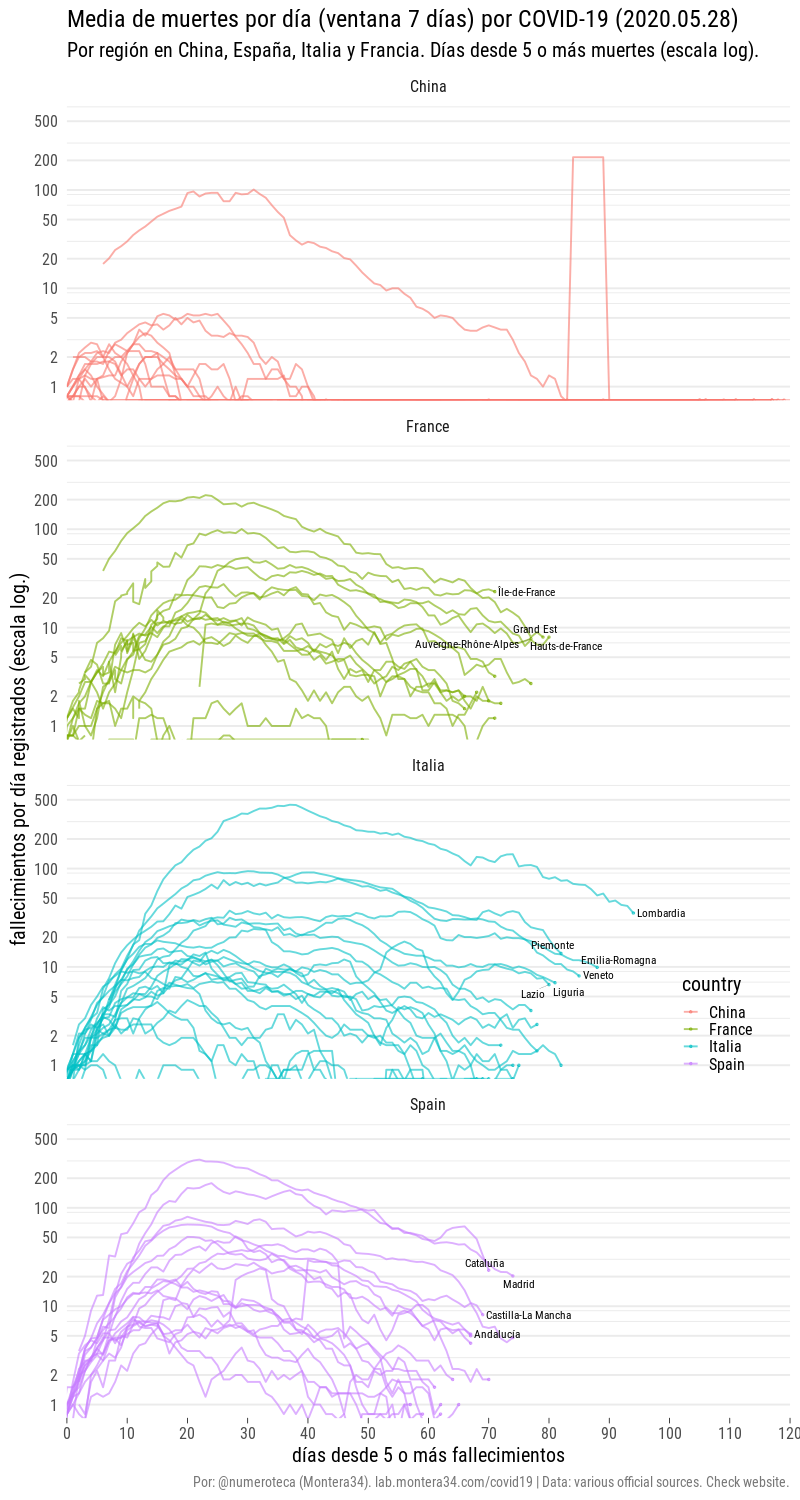 Media de muertes por día (ventana 7 días) por COVID-19 (2020.05.28)
Por región en China, España, Italia y Francia. Días desde 5 o más muertes (escala log).
China
500
200
100
50
20
10
5
2
1
France
500
200
100
50
20
10
5
2
1
Île-de-France
Grand Est
Auvergne-Rhône-Alpes
Hauts-de-France
fallecimientos por día registrados (escala log.)
Italia
500
200
100
50
20
10
5
2
1
Lombardia
Piemonte
Emilia-Romagna
Veneto
Lazio
Liguria
country
China
France
Italia
Spain
Spain
500
200
100
50
20
10
5
2
1
Cataluña
Madrid
Castilla-La Mancha
Andalucía
0 10 20 30 40 50 60 70 80 90 100 110 120
días desde 5 o más fallecimientos
Por: @numeroteca (Montera34). lab.montera34.com/covid19 | Data: various official sources. Check website.